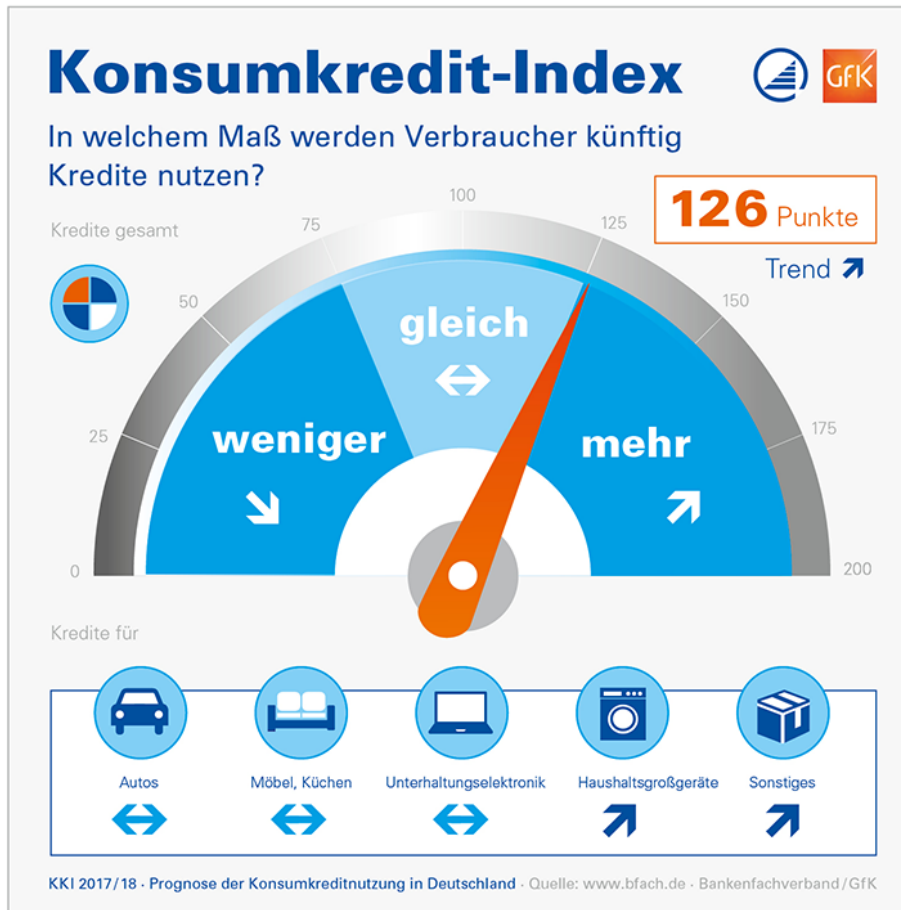 Konsumkredit-Index
GfK
In welchem Maß werden Verbraucher künftig
Kredite nutzen?
126 Punkte
Trend
Kredite gesamt
0
25
50
75
100
125
150
175
200
weniger
gleich
mehr
Kredite für
Autos
Möbel, Küchen
Unterhaltungselektronik
Haushaltsgroßgeräte
Sonstiges
KKI 2017/18 · Prognose der Konsumkreditnutzung in Deutschland · Quelle: www.bfach.de · Bankenfachverband/GfK